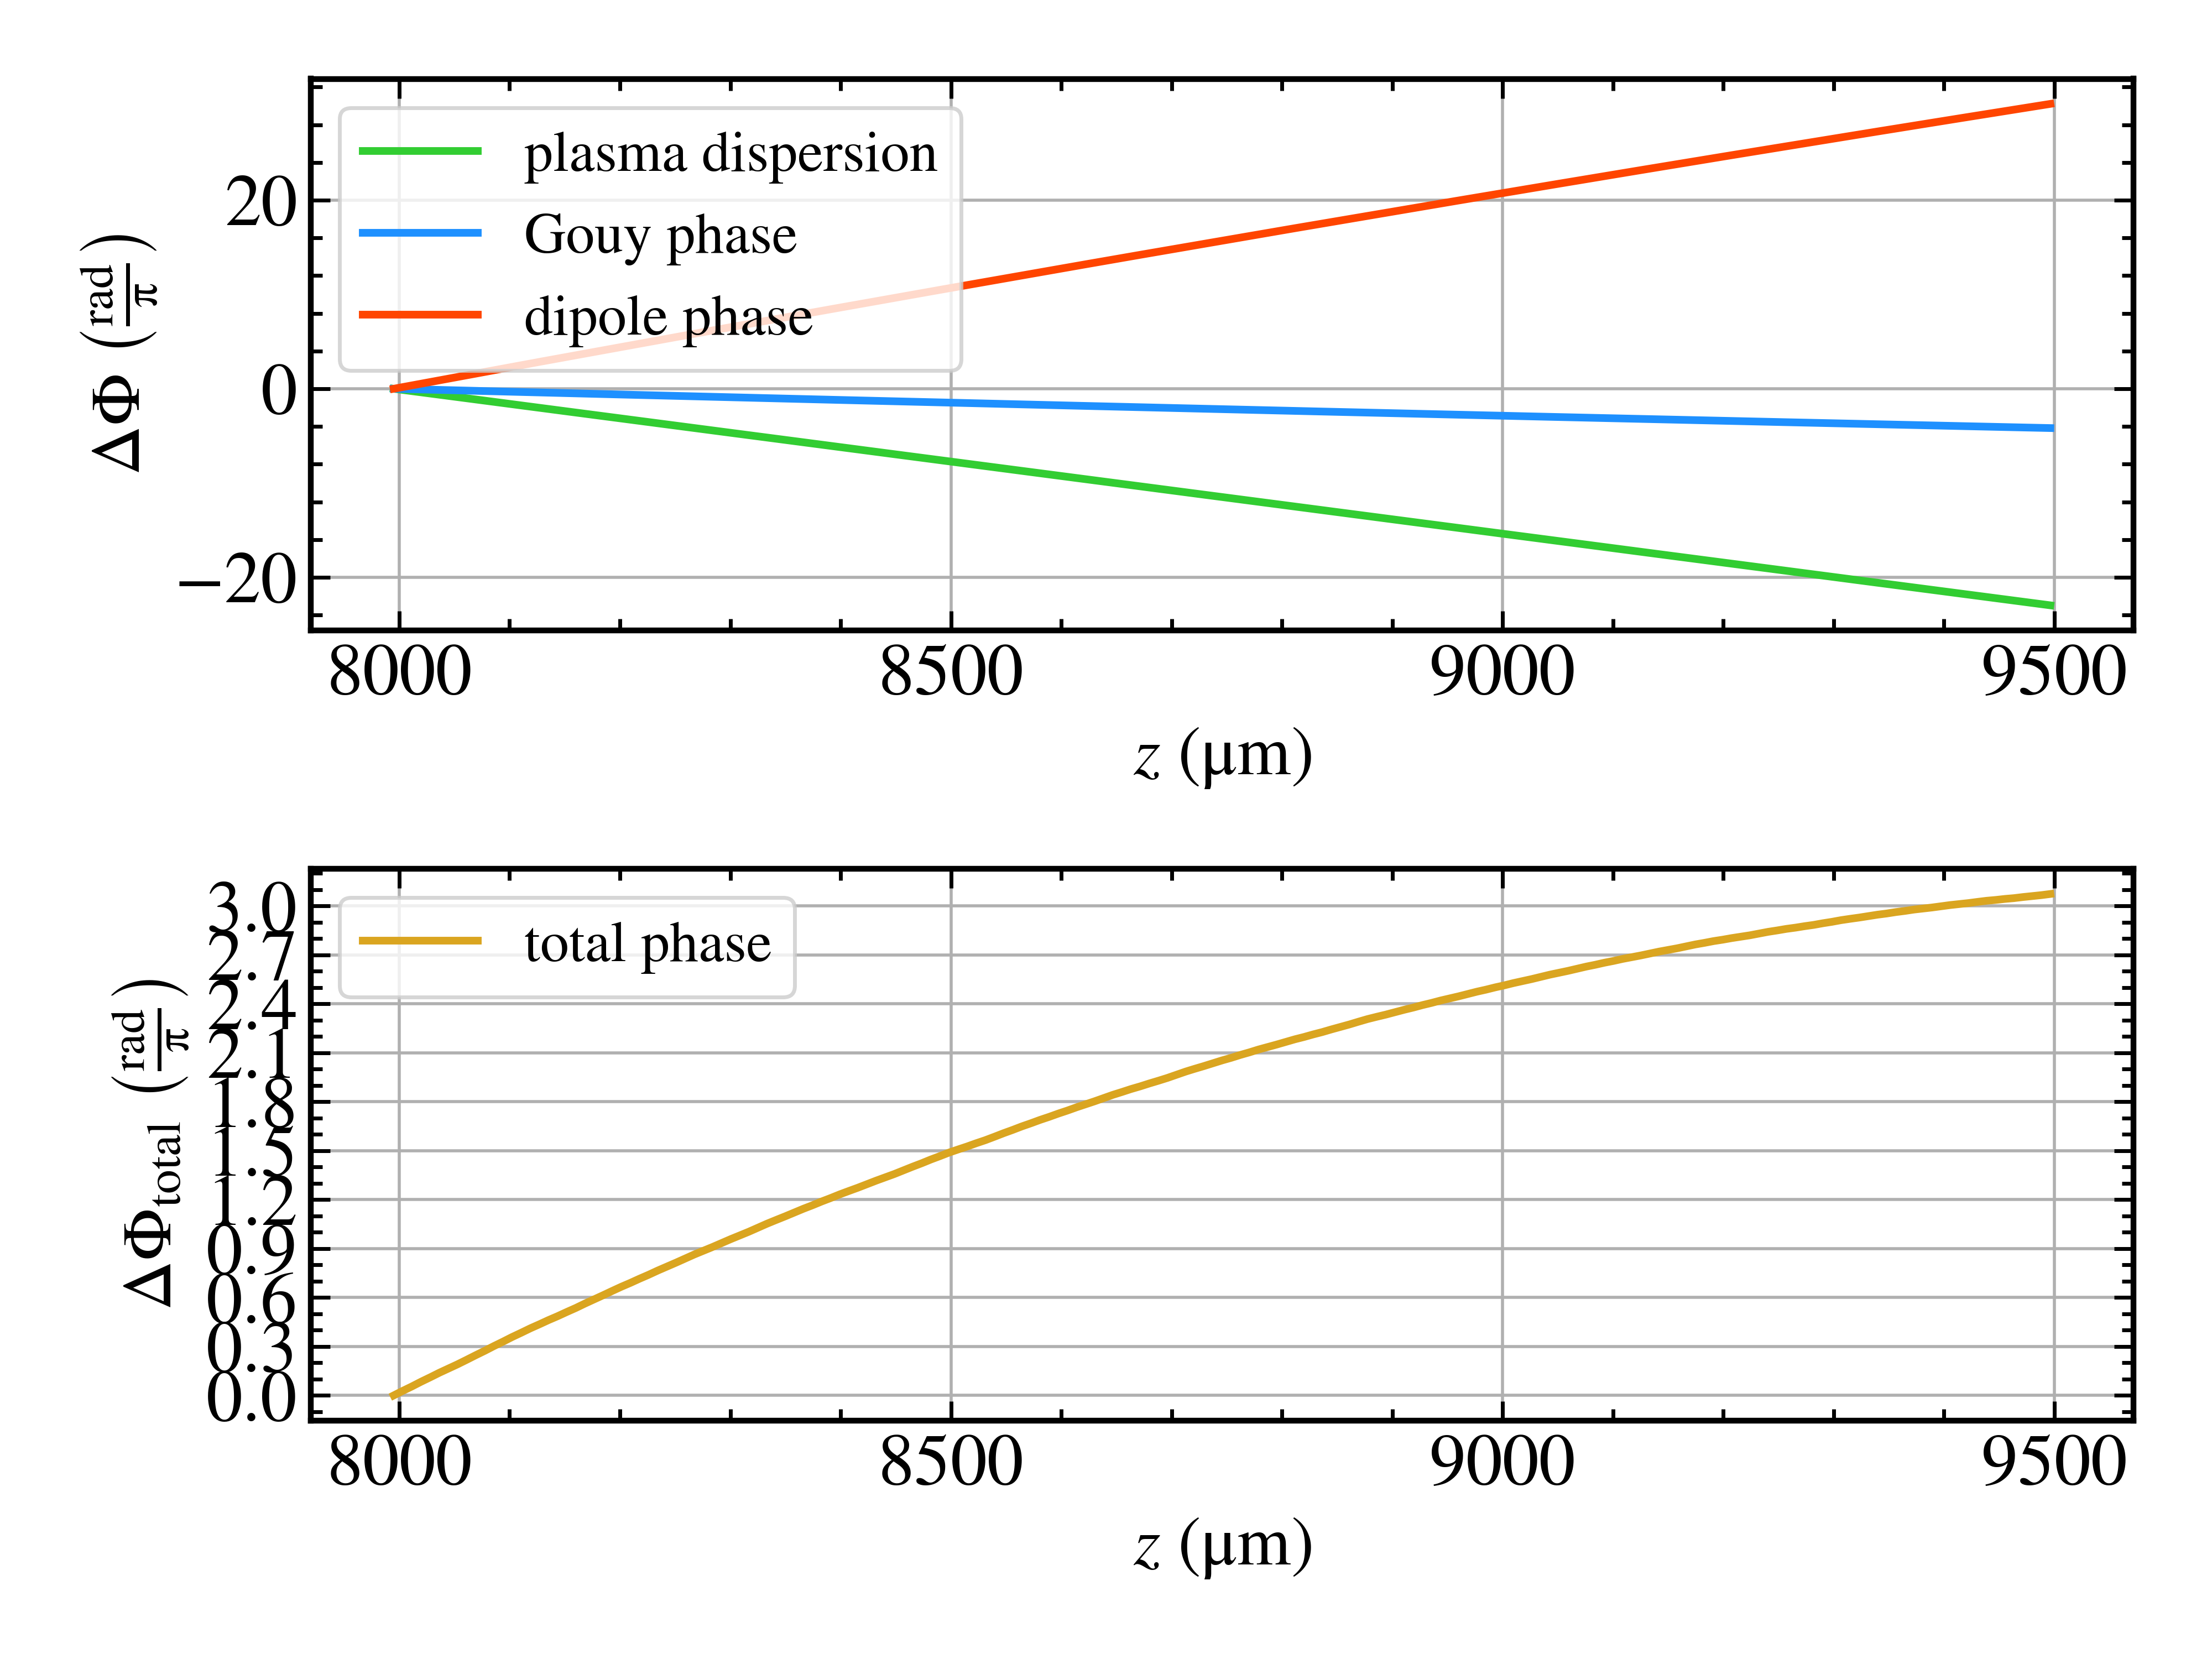 ΔΦ (rad/π)
20
0
−20
plasma dispersion
Gouy phase
dipole phase
8000 8500 9000 9500
z (μm)
ΔΦtotal (rad/π)
3.0
2.7
2.4
2.1
1.8
1.5
1.2
0.9
0.6
0.3
0.0
total phase
8000 8500 9000 9500
z (μm)